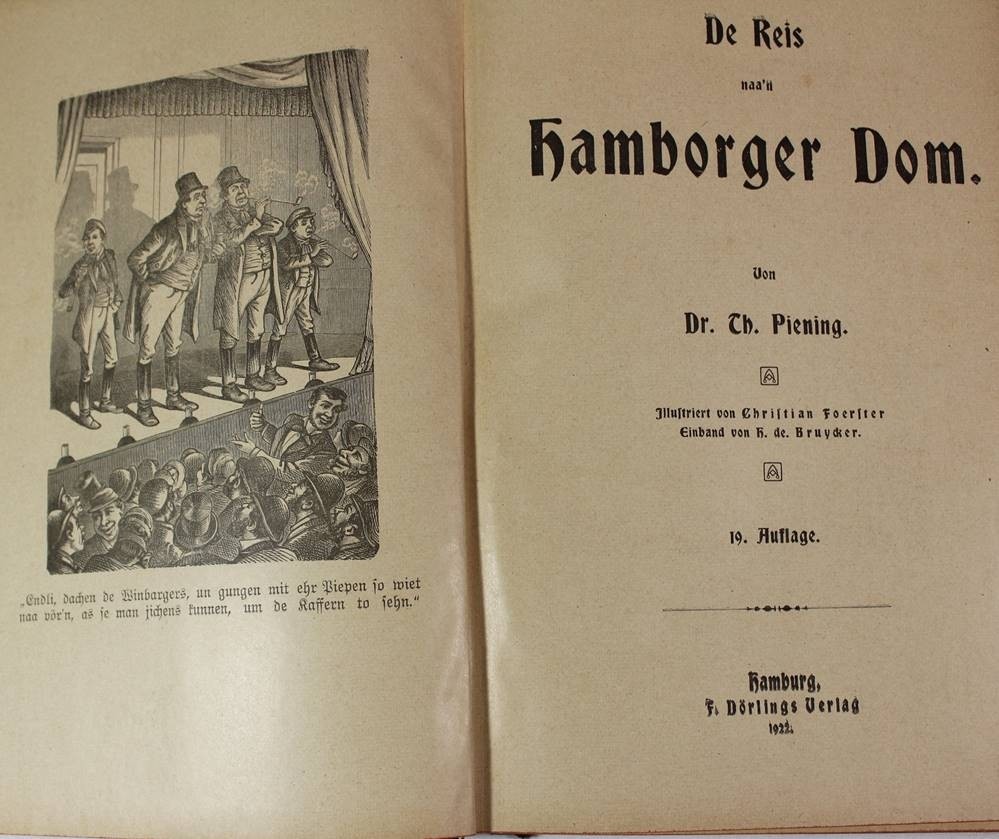 „Endli, dachen de Winbargers, un gungen mit ehr Piepen so wiet
naa vör'n, as se man jichens kunnen, um de Kaffern to sehn.“
De Reis
naa'n
Hamborger Dom.
Von
Dr. Th. Piening.
Illustriert von Christian Foerster
Einband von H. de. Bruycker.
19. Auflage.
Hamburg,
F. Dörlings Verlag
1922.